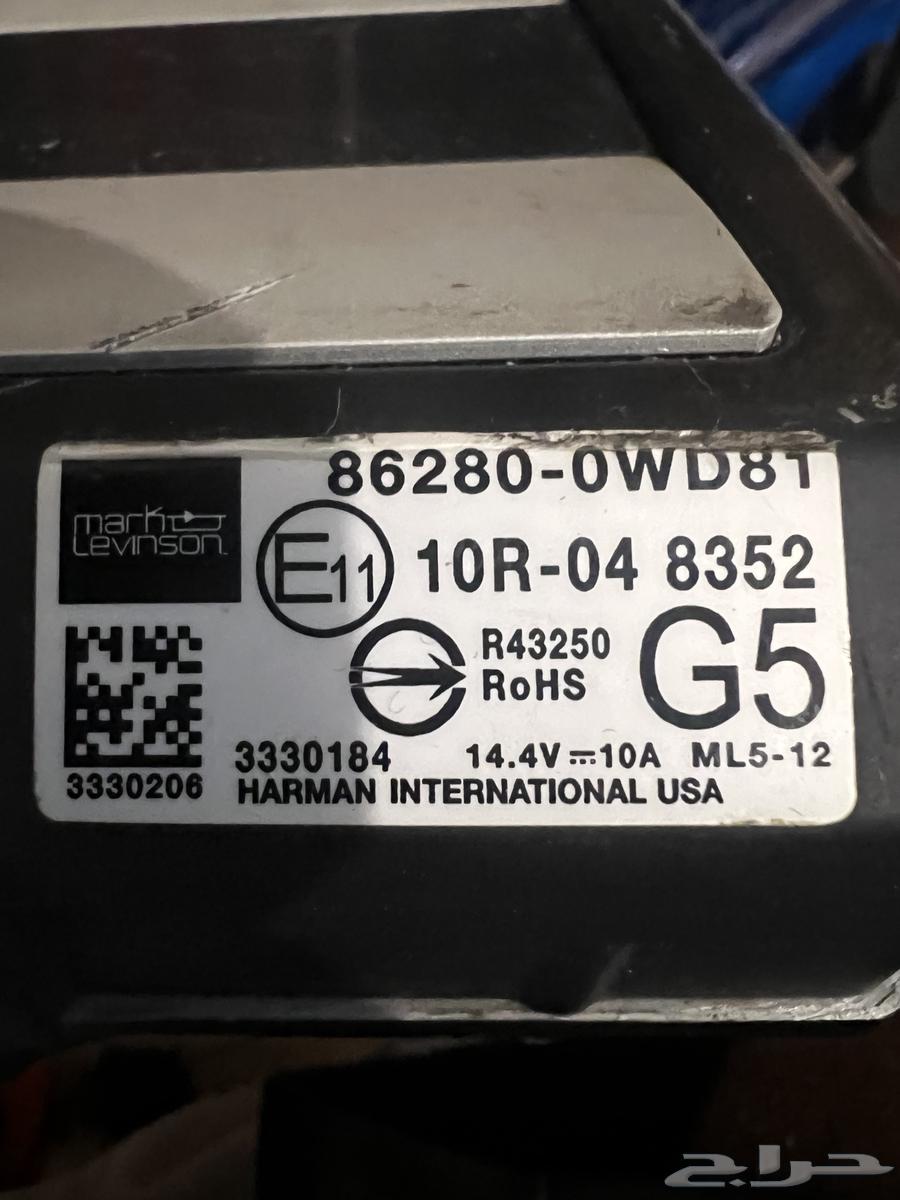 86280-0WD81
mark
Levinson
E11
10R-04 8352
R43250
RoHS
G5
3330184
14.4V⎓10A ML5-12
3330206
HARMAN INTERNATIONAL USA
حراج